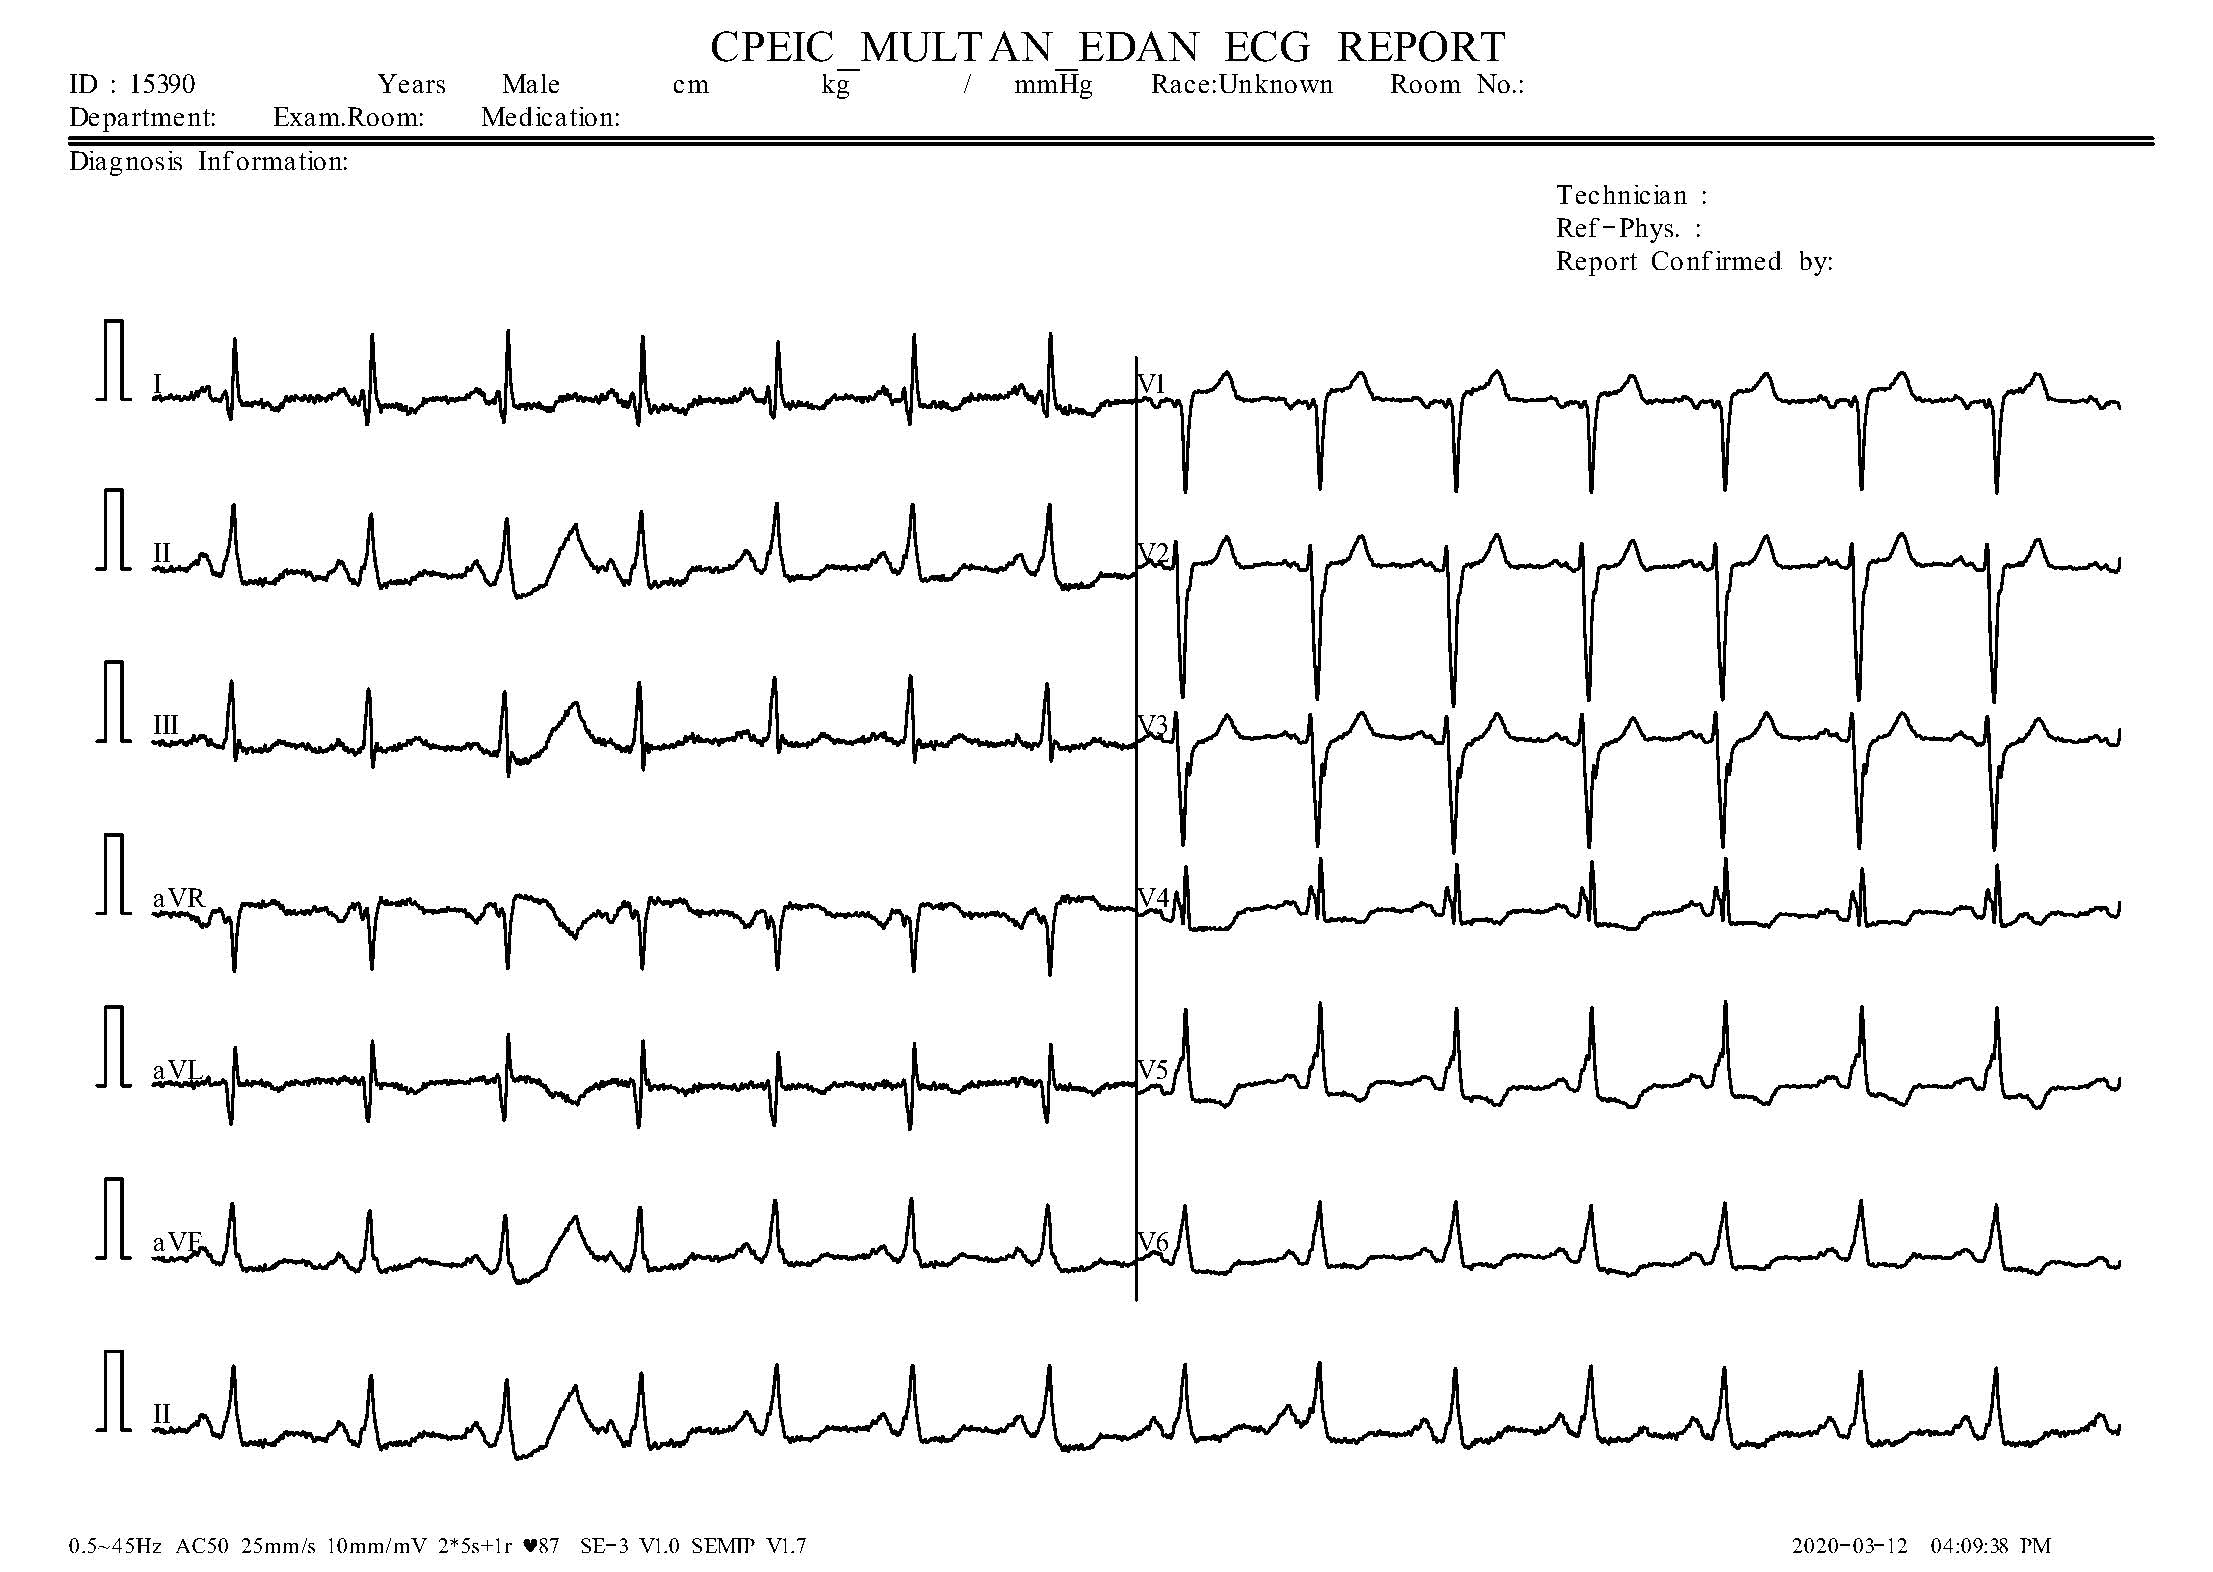 CPEIC_MULTAN_EDAN ECG REPORT
ID : 15390 Years Male cm kg / mmHg Race:Unknown Room No.:
Department: Exam.Room: Medication:
Diagnosis Information:
Technician :
Ref-Phys. :
Report Confirmed by:
I V1
II V2
III V3
aVR V4
aVL V5
aVF V6
II
0.5~45Hz AC50 25mm/s 10mm/mV 2*5s+1r ♥87 SE-3 V1.0 SEMIP V1.7 2020-03-12 04:09:38 PM